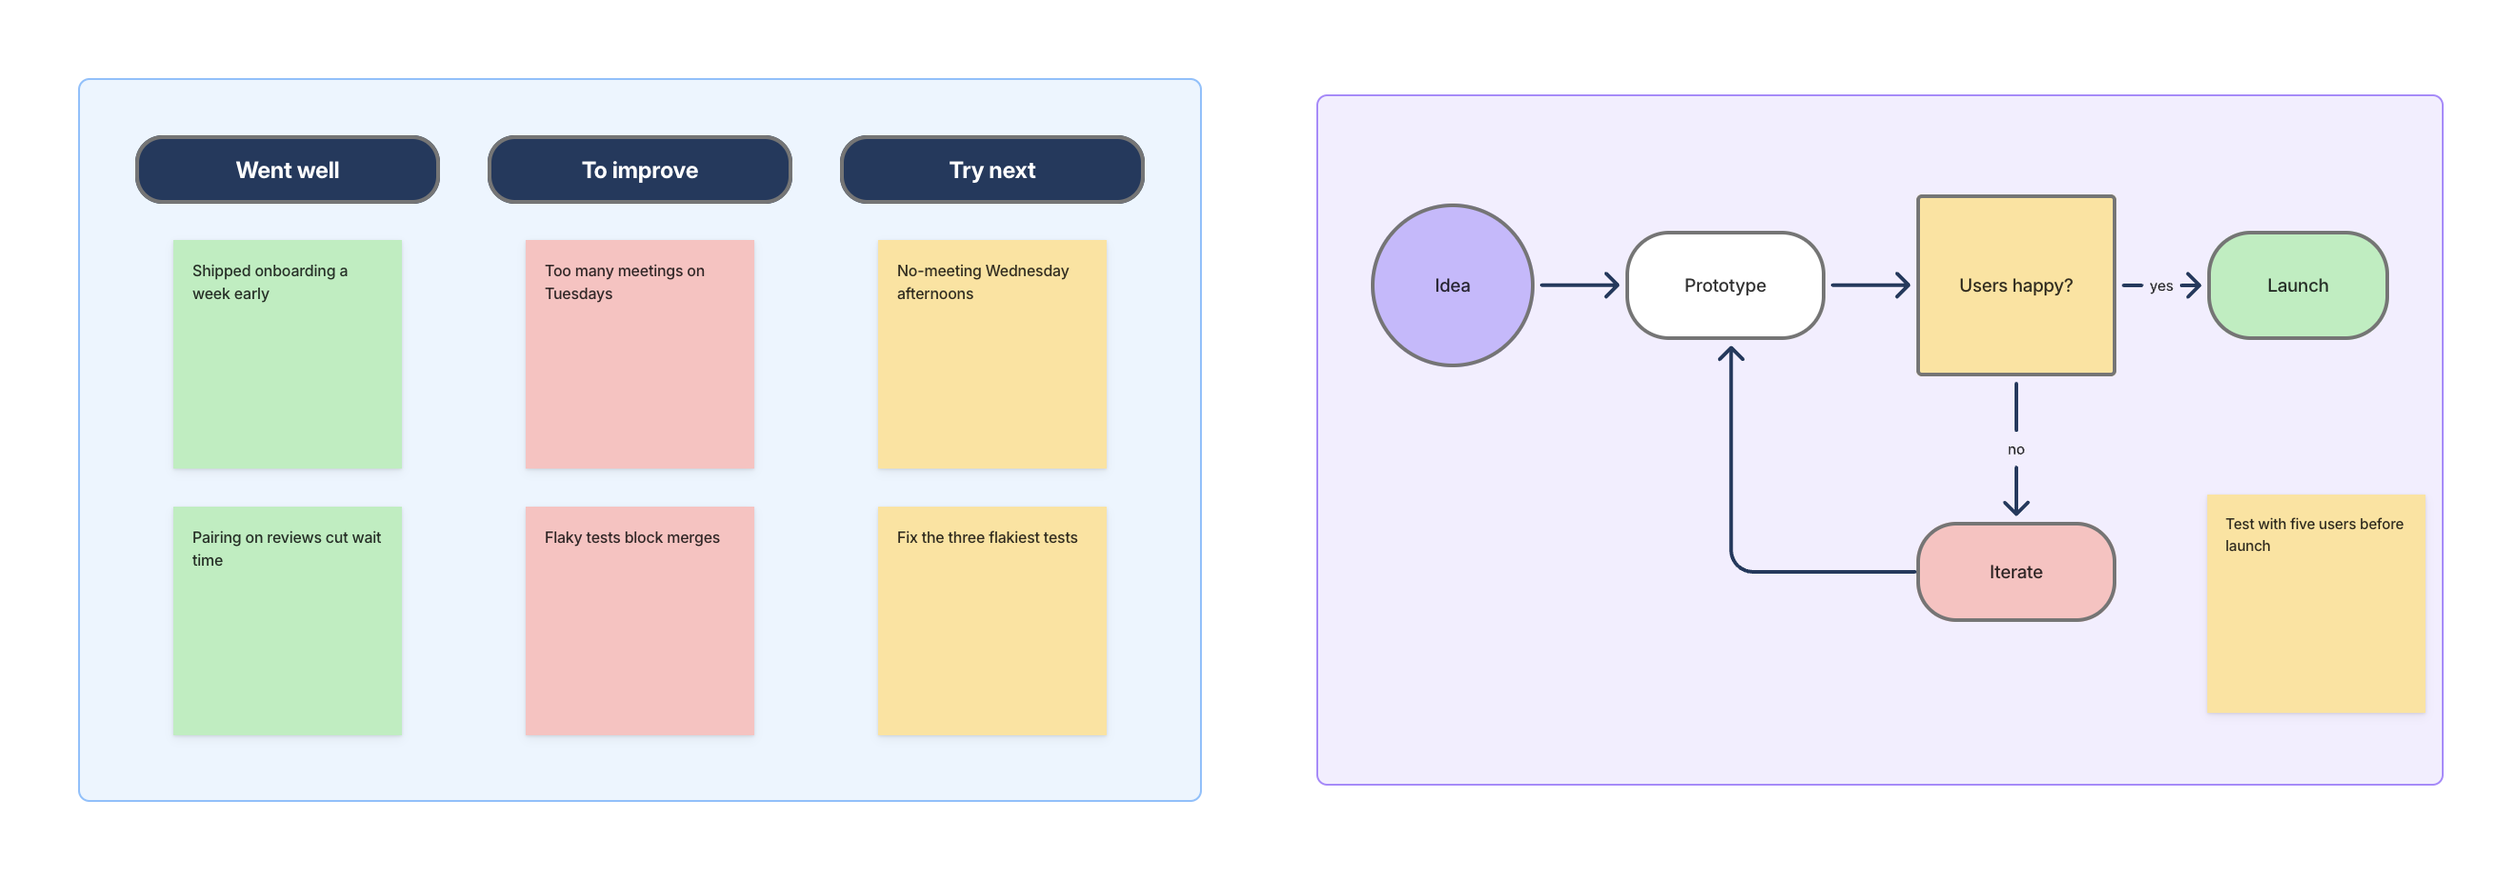 Went well
To improve
Try next
Shipped onboarding a
week early
Too many meetings on
Tuesdays
No-meeting Wednesday
afternoons
Pairing on reviews cut wait
time
Flaky tests block merges
Fix the three flakiest tests
Idea
Prototype
Users happy?
yes
Launch
no
Iterate
Test with five users before
launch